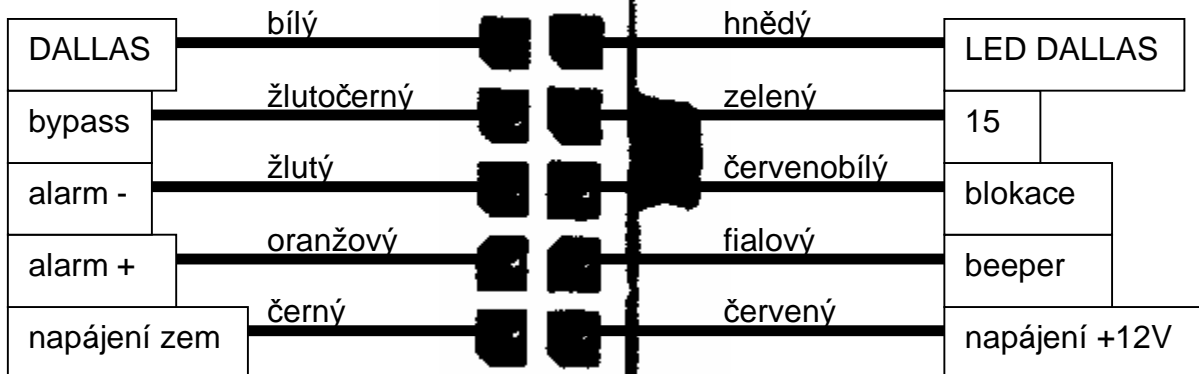 DALLAS bílý hnědý LED DALLAS
bypass žlutočerný zelený 15
alarm - žlutý červenobílý blokace
alarm + oranžový fialový beeper
napájení zem černý červený napájení +12V